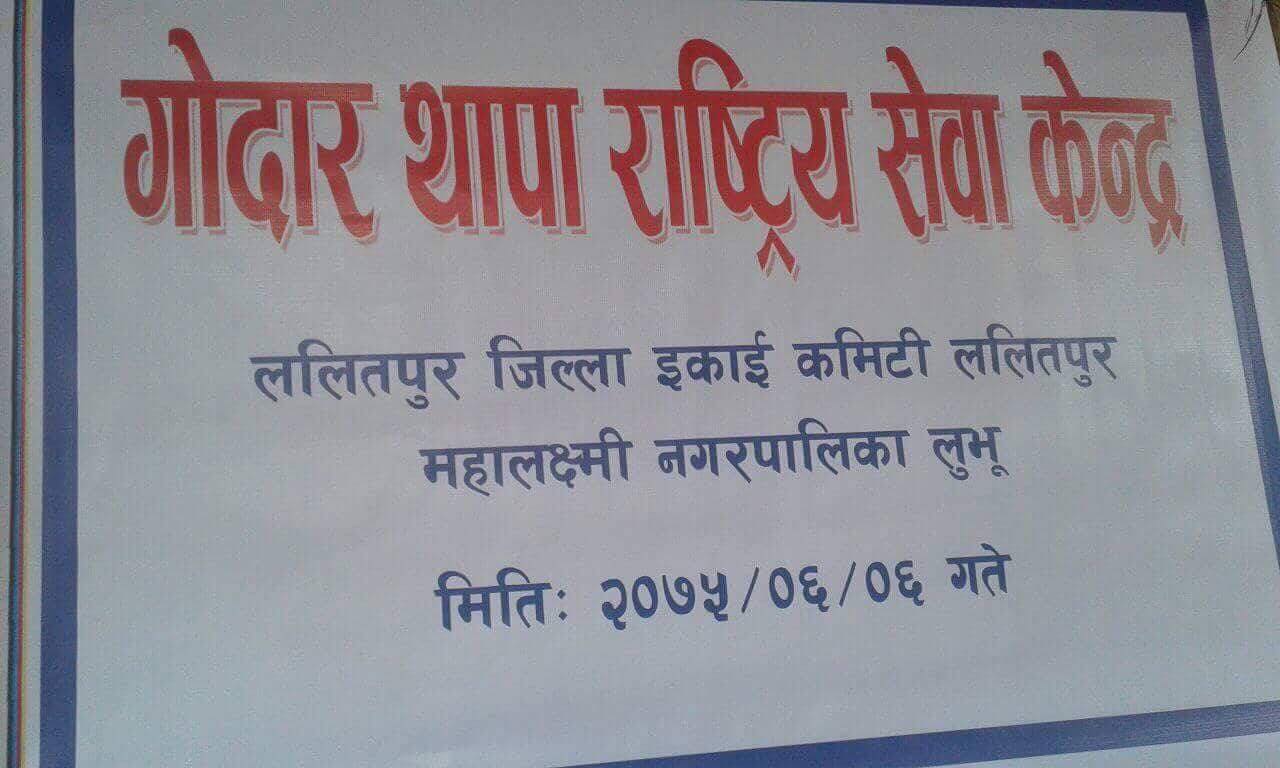 गोदार थापा राष्ट्रिय सेवा केन्द्र
ललितपुर जिल्ला इकाई कमिटी ललितपुर
महालक्ष्मी नगरपालिका लुभू
मितिः २०७५/०६/०६ गते